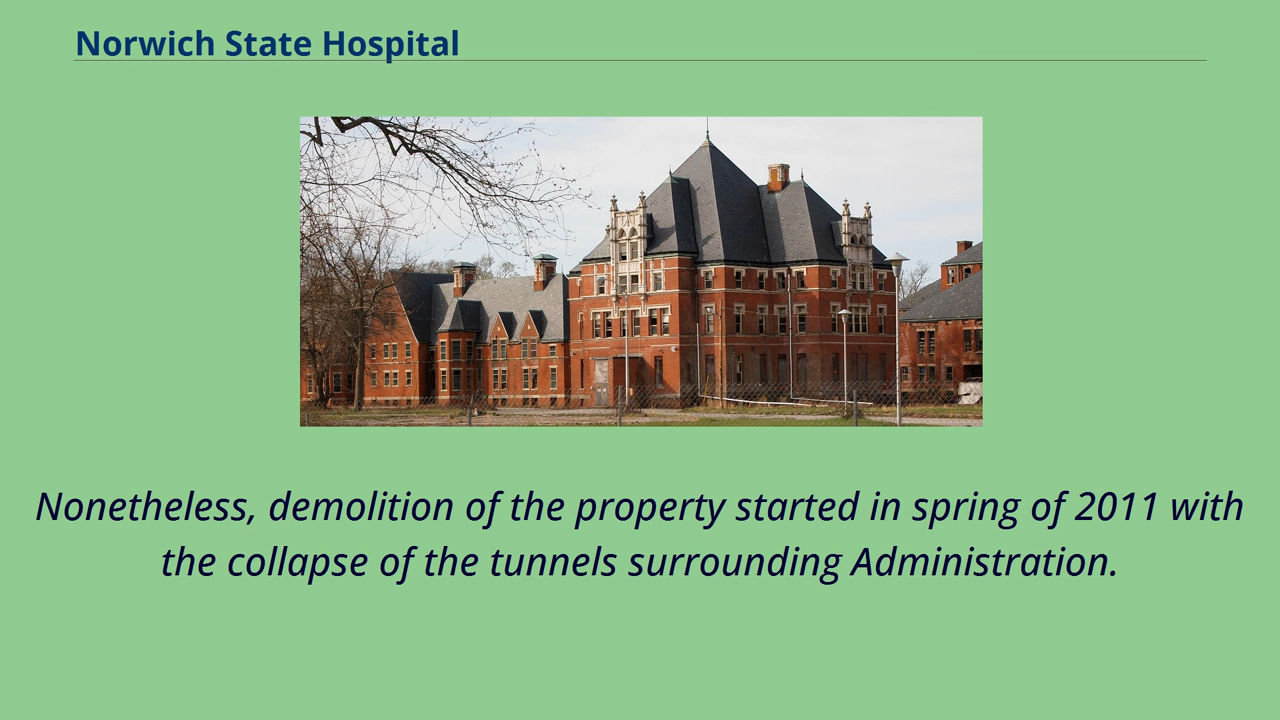 Norwich State Hospital
Nonetheless, demolition of the property started in spring of 2011 with
the collapse of the tunnels surrounding Administration.